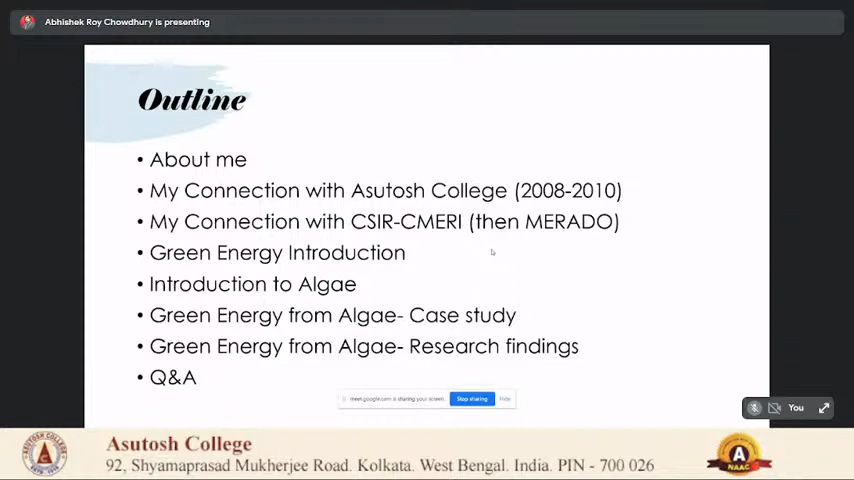 Abhishek Roy Chowdhury is presenting
Outline
• About me
• My Connection with Asutosh College (2008-2010)
• My Connection with CSIR-CMERI (then MERADO)
• Green Energy Introduction
• Introduction to Algae
• Green Energy from Algae- Case study
• Green Energy from Algae- Research findings
• Q&A
meet.google.com is sharing your screen. Stop sharing Hide
You
Asutosh College
92, Shyamaprasad Mukherjee Road. Kolkata. West Bengal. India. PIN - 700 026
A
NAAC